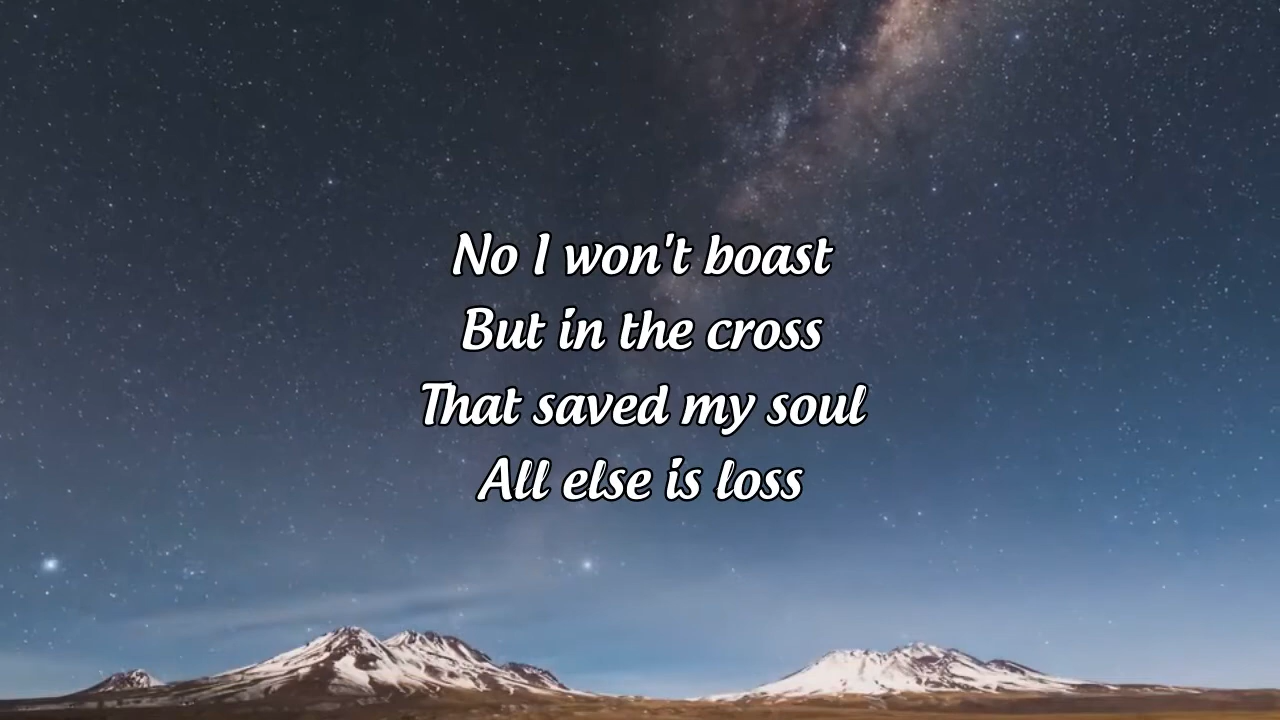 No I won't boast
But in the cross
That saved my soul
All else is loss